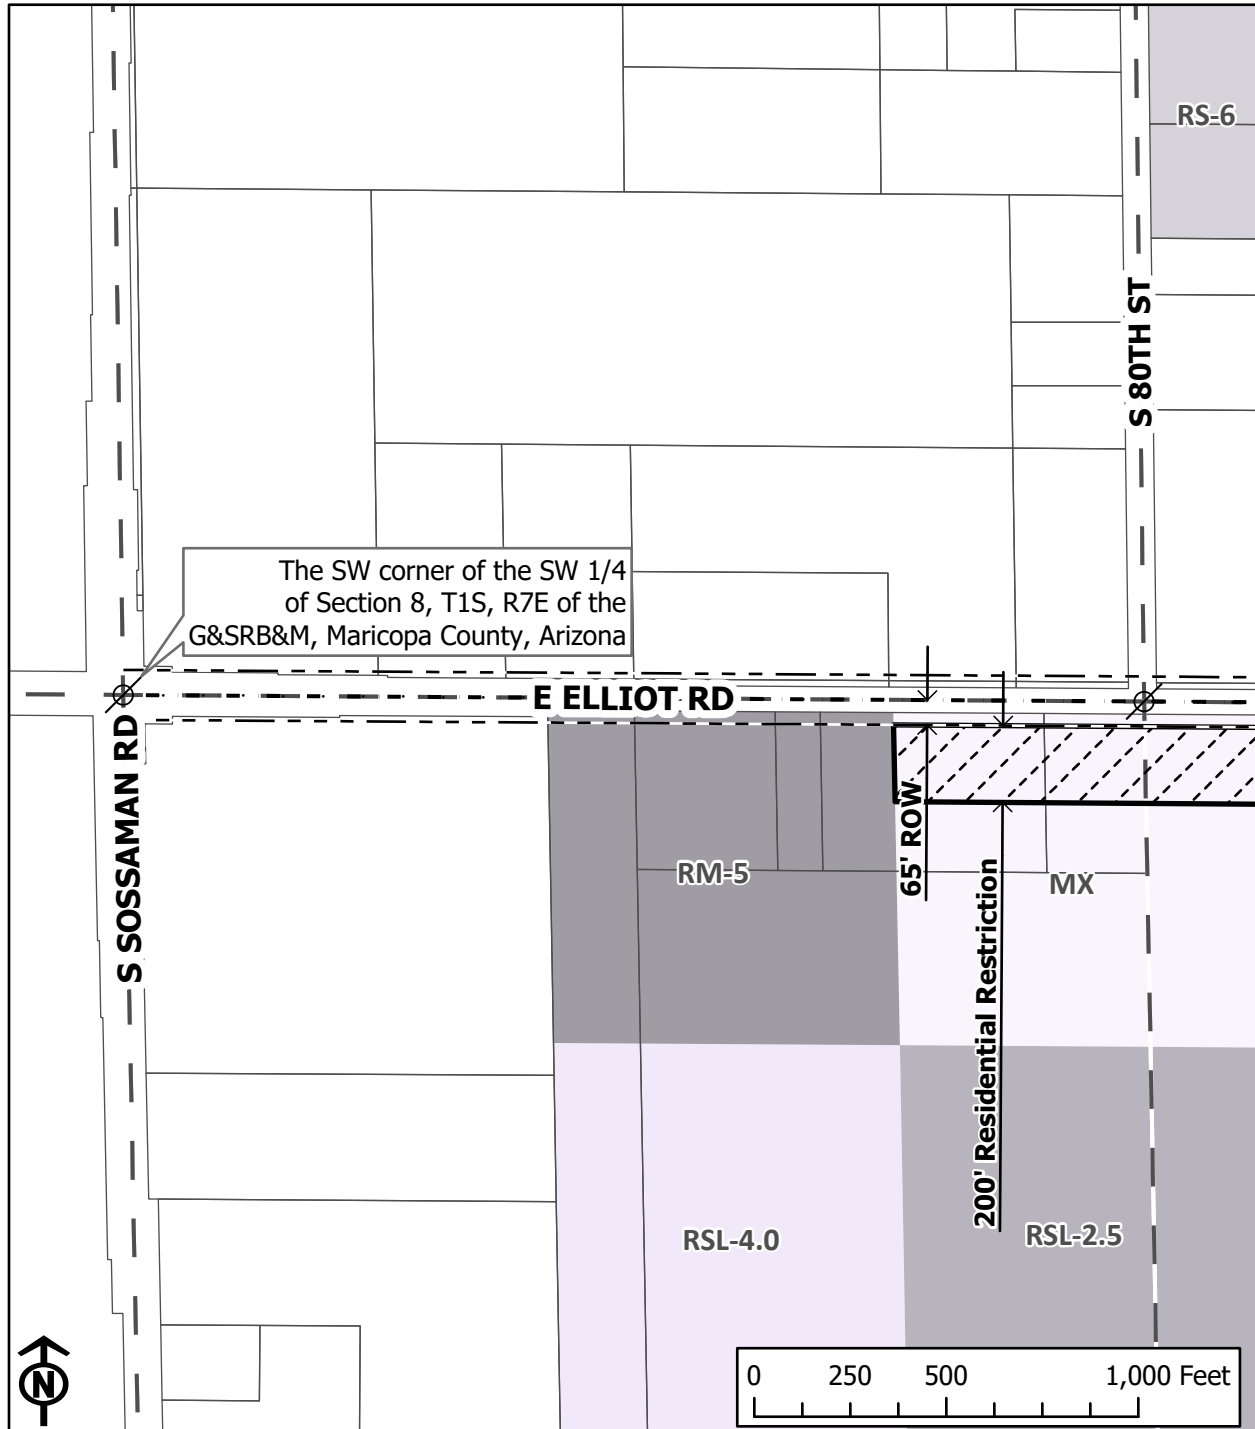 RS-6
S 80TH ST
The SW corner of the SW 1/4
of Section 8, T1S, R7E of the
G&SRB&M, Maricopa County, Arizona
E ELLIOT RD
S SOSSAMAN RD
65' ROW
RM-5
MX
200' Residential Restriction
RSL-4.0
RSL-2.5
N
0 250 500 1,000 Feet